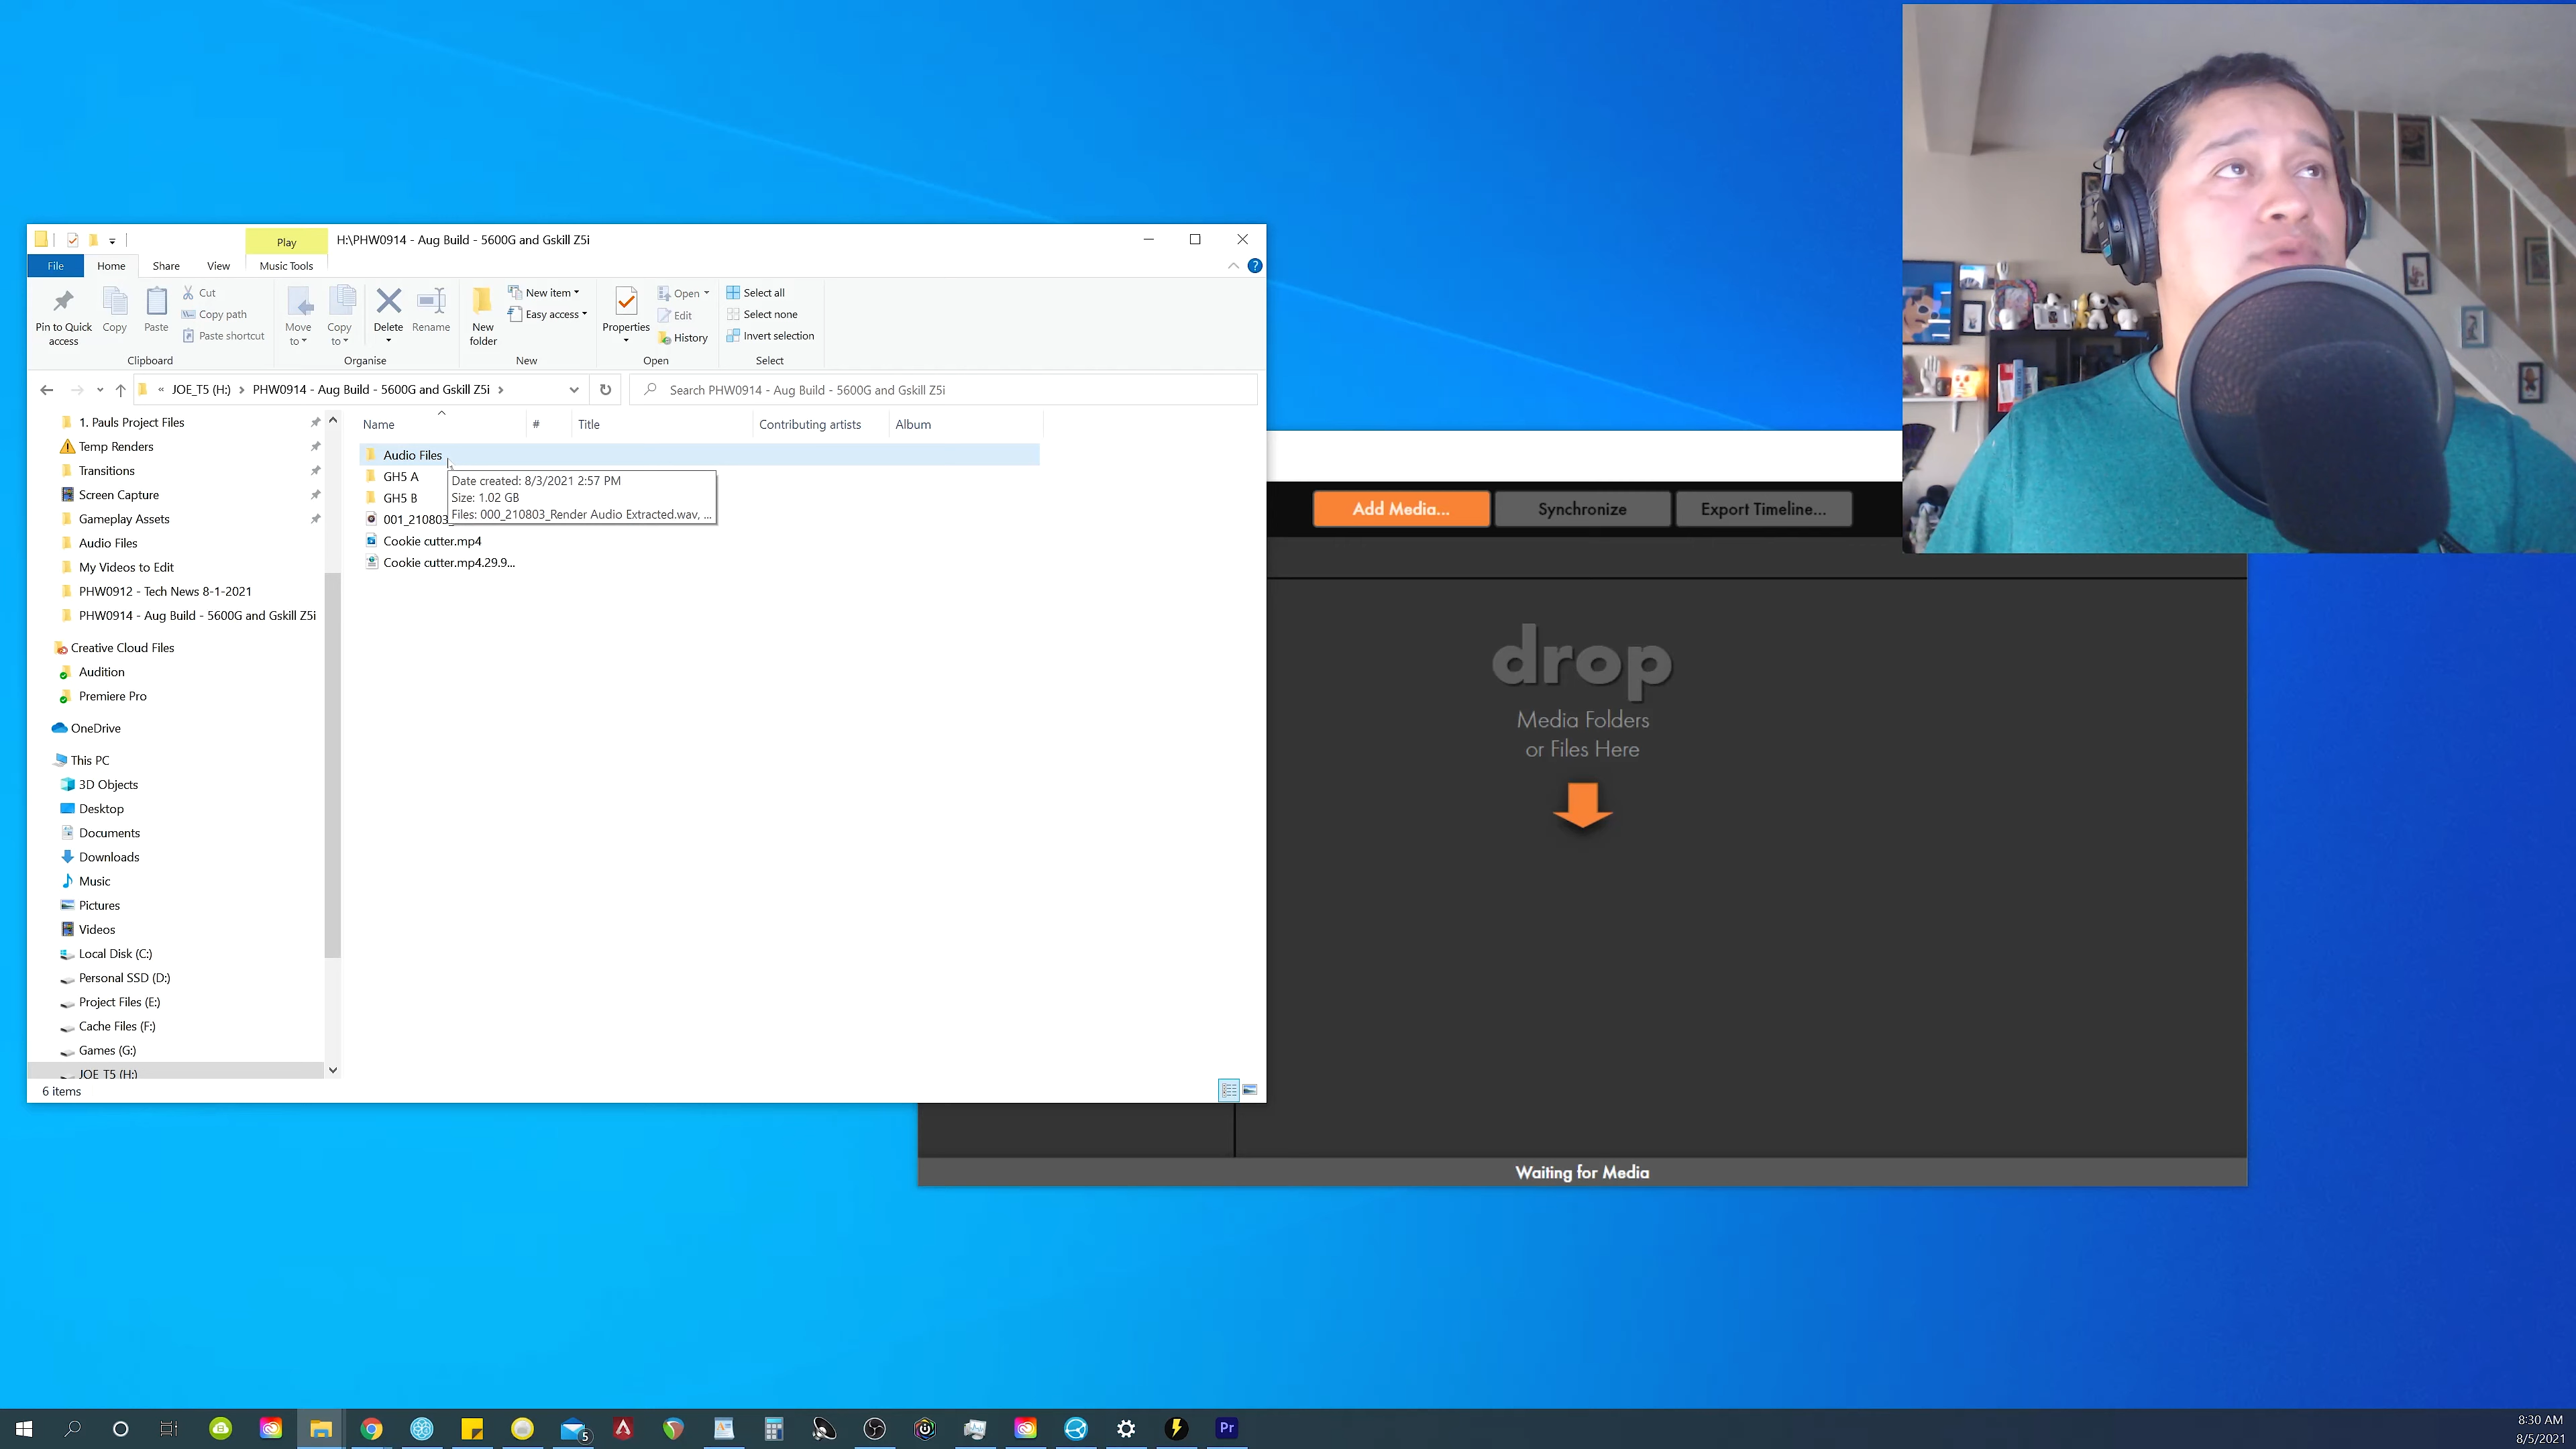 Play
H:\PHW0914 - Aug Build - 5600G and Gskill Z5i
File
Home
Share
View
Music Tools
Pin to Quick access
Copy
Paste
Cut
Copy path
Paste shortcut
Move to
Copy to
Delete
Rename
New folder
New item
Easy access
Properties
Open
Edit
History
Select all
Select none
Invert selection
Clipboard
Organise
New
Open
Select
« JOE_T5 (H:) > PHW0914 - Aug Build - 5600G and Gskill Z5i >
Search PHW0914 - Aug Build - 5600G and Gskill Z5i
1. Pauls Project Files
Temp Renders
Transitions
Screen Capture
Gameplay Assets
Audio Files
My Videos to Edit
PHW0912 - Tech News 8-1-2021
PHW0914 - Aug Build - 5600G and Gskill Z5i
Creative Cloud Files
Audition
Premiere Pro
OneDrive
This PC
3D Objects
Desktop
Documents
Downloads
Music
Pictures
Videos
Local Disk (C:)
Personal SSD (D:)
Project Files (E:)
Cache Files (F:)
Games (G:)
JOE_T5 (H:)
6 items
Name
#
Title
Contributing artists
Album
Audio Files
GH5 A
GH5 B
001_210803_
Cookie cutter.mp4
Cookie cutter.mp4.29.9...
Date created: 8/3/2021 2:57 PM
Size: 1.02 GB
Files: 000_210803_Render Audio Extracted.wav, ...
Add Media...
Synchronize
Export Timeline...
drop
Media Folders
or Files Here
Waiting for Media
5
Pr
8:30 AM
8/5/2021